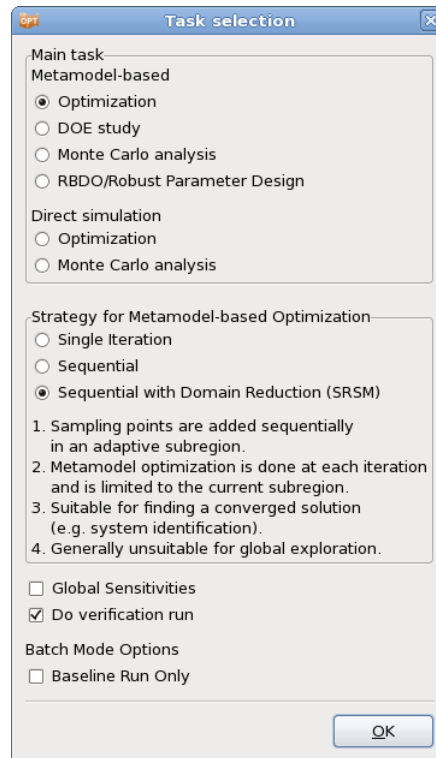 OPT Task selection
Main task
Metamodel-based
Optimization
DOE study
Monte Carlo analysis
RBDO/Robust Parameter Design
Direct simulation
Optimization
Monte Carlo analysis
Strategy for Metamodel-based Optimization
Single Iteration
Sequential
Sequential with Domain Reduction (SRSM)
1. Sampling points are added sequentially
in an adaptive subregion.
2. Metamodel optimization is done at each iteration
and is limited to the current subregion.
3. Suitable for finding a converged solution
(e.g. system identification).
4. Generally unsuitable for global exploration.
Global Sensitivities
Do verification run
Batch Mode Options
Baseline Run Only
OK